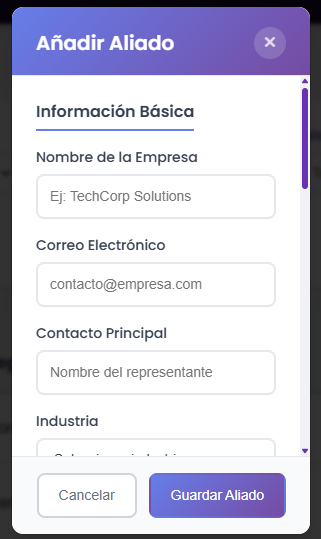 Añadir Aliado
Información Básica
Nombre de la Empresa
Ej: TechCorp Solutions
Correo Electrónico
contacto@empresa.com
Contacto Principal
Nombre del representante
Industria
Cancelar
Guardar Aliado